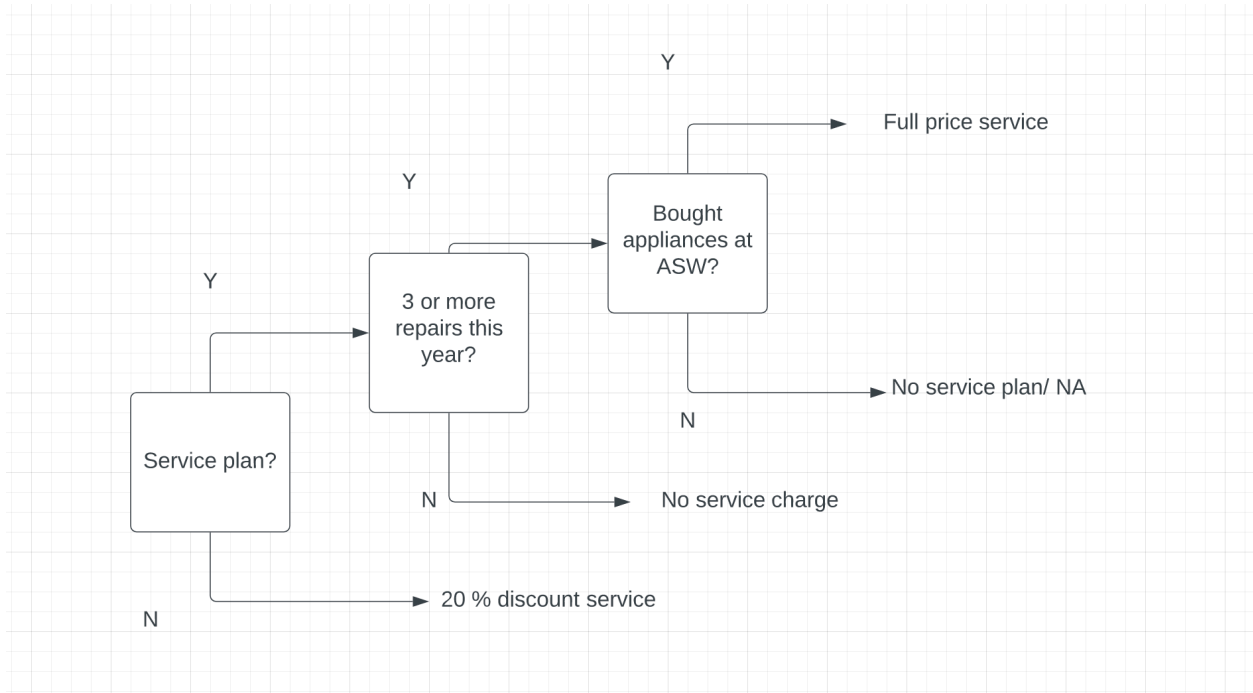 Y
Full price service
Y
Bought
appliances at
ASW?
Y
3 or more
repairs this
year?
No service plan/ NA
N
Service plan?
N
No service charge
20 % discount service
N